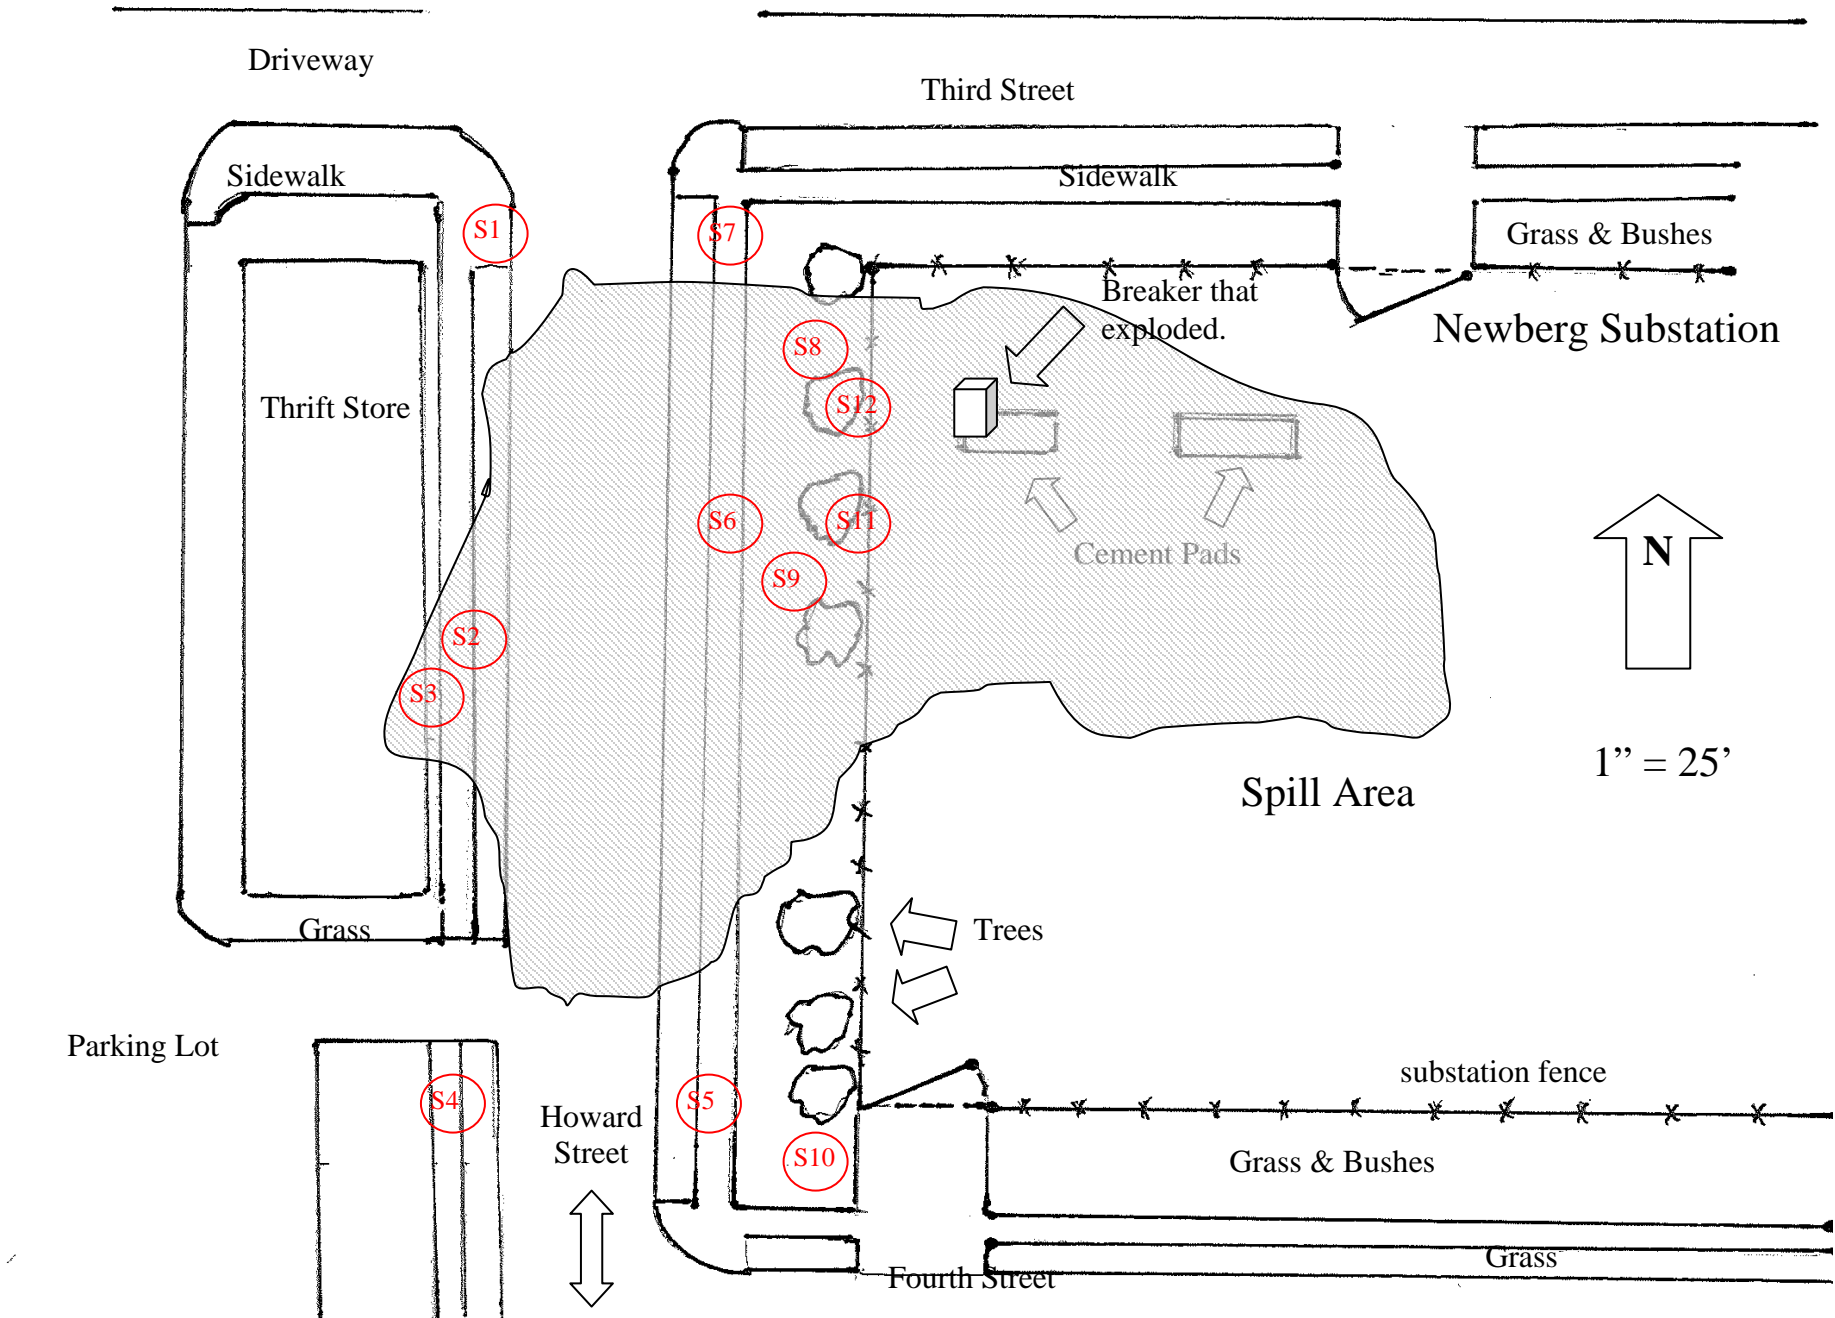 Driveway
Third Street
Sidewalk
Sidewalk
S1
S7
Grass & Bushes
Breaker that
exploded.
Newberg Substation
S8
Thrift Store
S12
S6
S11
N
Cement Pads
S9
S2
S3
1” = 25’
Spill Area
Grass
Trees
Parking Lot
substation fence
S4
S5
Howard
Street
S10
Grass & Bushes
Grass
Fourth Street